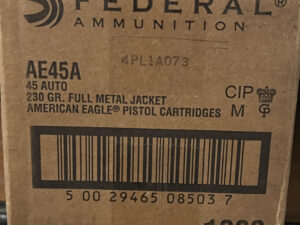 FEDERAL®
AMMUNITION
4PL1A073
AE45A
45 AUTO
230 GR. FULL METAL JACKET
AMERICAN EAGLE® PISTOL CARTRIDGES
CIP
M
5 00 29465 08503 7